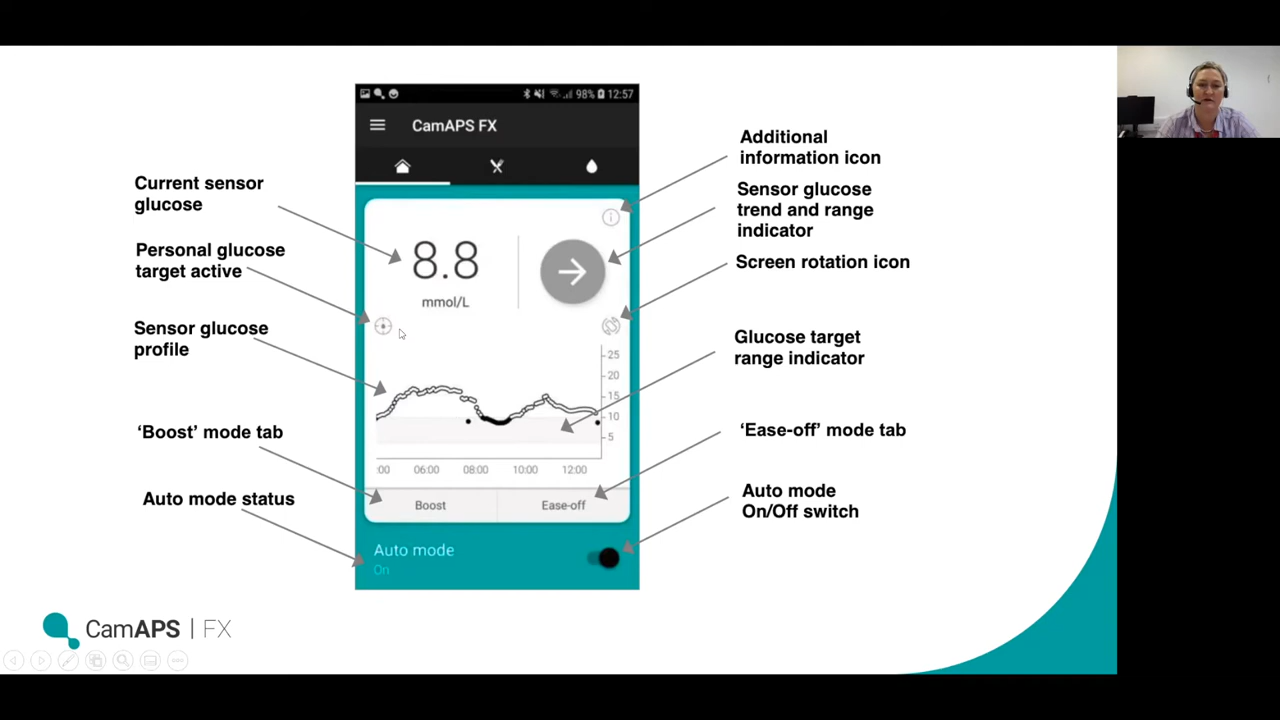 98% 12:57
CamAPS FX
Current sensor
glucose
Personal glucose
target active
Sensor glucose
profile
'Boost' mode tab
Auto mode status
8.8
mmol/L
25
20
15
10
5
:00 06:00 08:00 10:00 12:00
Boost Ease-off
Auto mode
On
Additional
information icon
Sensor glucose
trend and range
indicator
Screen rotation icon
Glucose target
range indicator
'Ease-off' mode tab
Auto mode
On/Off switch
CamAPS | FX